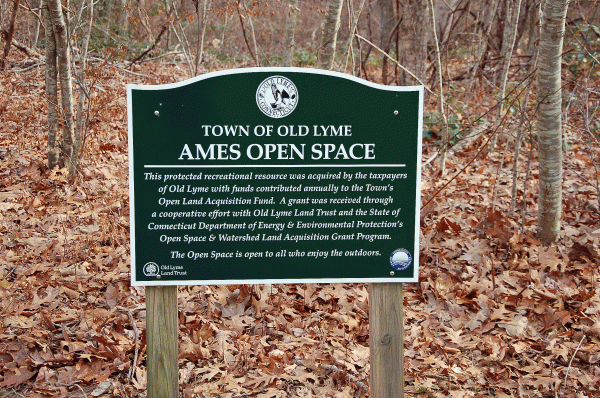 OLD LYME
CONNECTICUT
TOWN OF OLD LYME
AMES OPEN SPACE
This protected recreational resource was acquired by the taxpayers
of Old Lyme with funds contributed annually to the Town's
Open Land Acquisition Fund. A grant was received through
a cooperative effort with Old Lyme Land Trust and the State of
Connecticut Department of Energy & Environmental Protection's
Open Space & Watershed Land Acquisition Grant Program.
The Open Space is open to all who enjoy the outdoors.
Old Lyme
Land Trust